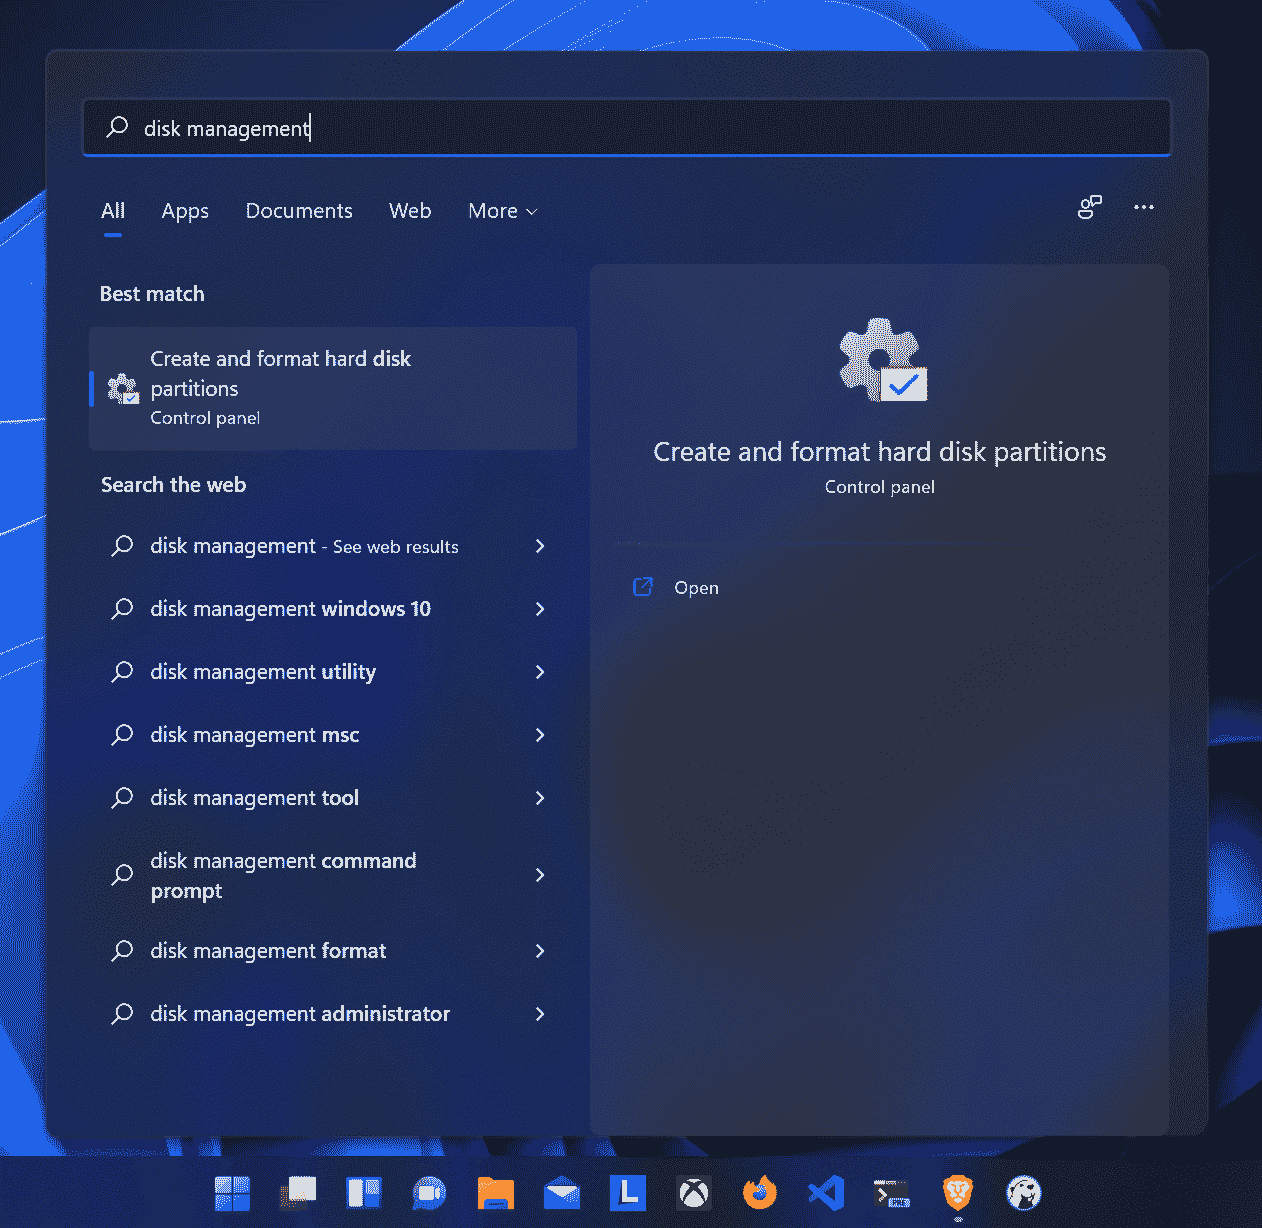 disk management
All Apps Documents Web More
Best match
Create and format hard disk
partitions
Control panel
Search the web
disk management - See web results
disk management windows 10
disk management utility
disk management msc
disk management tool
disk management command
prompt
disk management format
disk management administrator
Create and format hard disk partitions
Control panel
Open
L